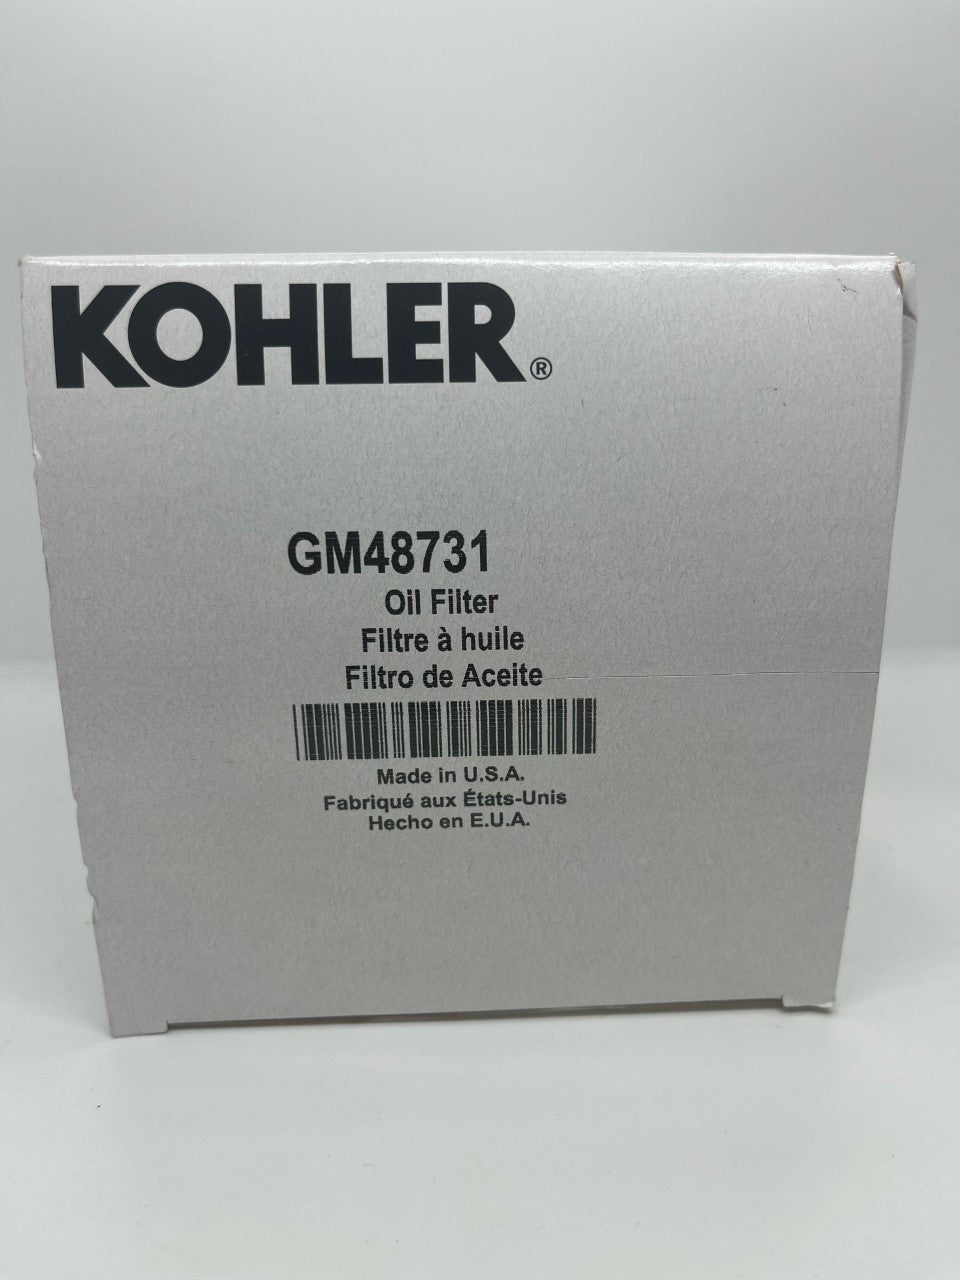 KOHLER®
GM48731
Oil Filter
Filtre à huile
Filtro de Aceite
Made in U.S.A.
Fabriqué aux États-Unis
Hecho en E.U.A.